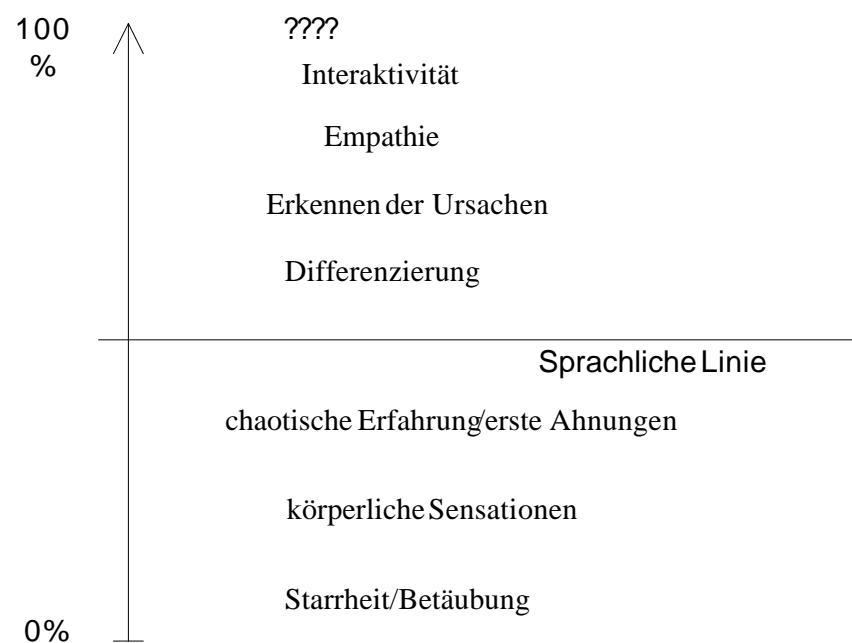 100 ????
%
Interaktivität
Empathie
Erkennen der Ursachen
Differenzierung
Sprachliche Linie
chaotische Erfahrung/erste Ahnungen
körperliche Sensationen
Starrheit/Betäubung
0%